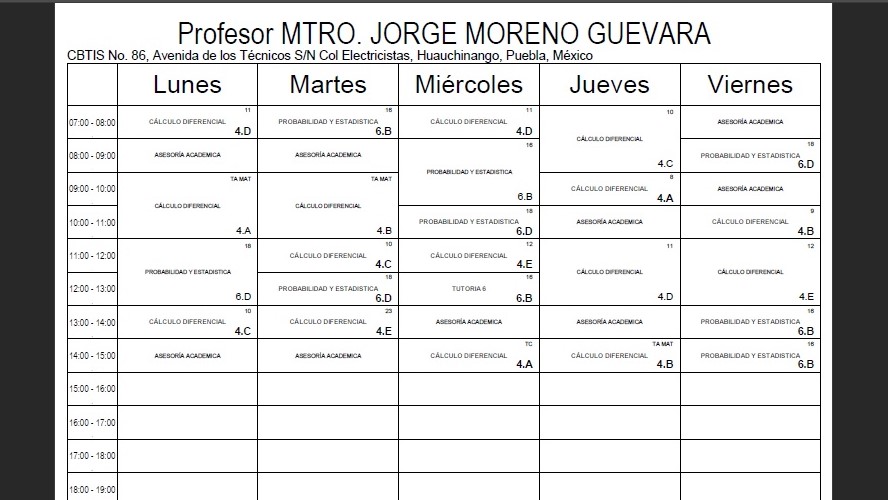 Profesor MTRO. JORGE MORENO GUEVARA
CBTIS No. 86, Avenida de los Técnicos S/N Col Electricistas, Huauchinango, Puebla, México
Lunes Martes Miércoles Jueves Viernes
07:00 - 08:00
11
CÁLCULO DIFERENCIAL
4.D
16
PROBABILIDAD Y ESTADISTICA
6.B
11
CÁLCULO DIFERENCIAL
4.D
10
CÁLCULO DIFERENCIAL
4.C
ASESORÍA ACADEMICA
08:00 - 09:00
ASESORÍA ACADEMICA
ASESORÍA ACADEMICA
16
PROBABILIDAD Y ESTADISTICA
6.B
18
PROBABILIDAD Y ESTADISTICA
6.D
09:00 - 10:00
TA MAT
CÁLCULO DIFERENCIAL
4.A
TA MAT
CÁLCULO DIFERENCIAL
4.B
8
CÁLCULO DIFERENCIAL
4.A
ASESORÍA ACADEMICA
10:00 - 11:00
18
PROBABILIDAD Y ESTADISTICA
6.D
ASESORÍA ACADEMICA
9
CÁLCULO DIFERENCIAL
4.B
11:00 - 12:00
18
PROBABILIDAD Y ESTADISTICA
6.D
10
CÁLCULO DIFERENCIAL
4.C
12
CÁLCULO DIFERENCIAL
4.E
11
CÁLCULO DIFERENCIAL
4.D
12
CÁLCULO DIFERENCIAL
4.E
12:00 - 13:00
18
PROBABILIDAD Y ESTADISTICA
6.D
16
TUTORIA 6
6.B
13:00 - 14:00
10
CÁLCULO DIFERENCIAL
4.C
23
CÁLCULO DIFERENCIAL
4.E
ASESORÍA ACADEMICA
ASESORÍA ACADEMICA
16
PROBABILIDAD Y ESTADISTICA
6.B
14:00 - 15:00
ASESORÍA ACADEMICA
ASESORÍA ACADEMICA
TC
CÁLCULO DIFERENCIAL
4.A
TA MAT
CÁLCULO DIFERENCIAL
4.B
16
PROBABILIDAD Y ESTADISTICA
6.B
15:00 - 16:00
16:00 - 17:00
17:00 - 18:00
18:00 - 19:00